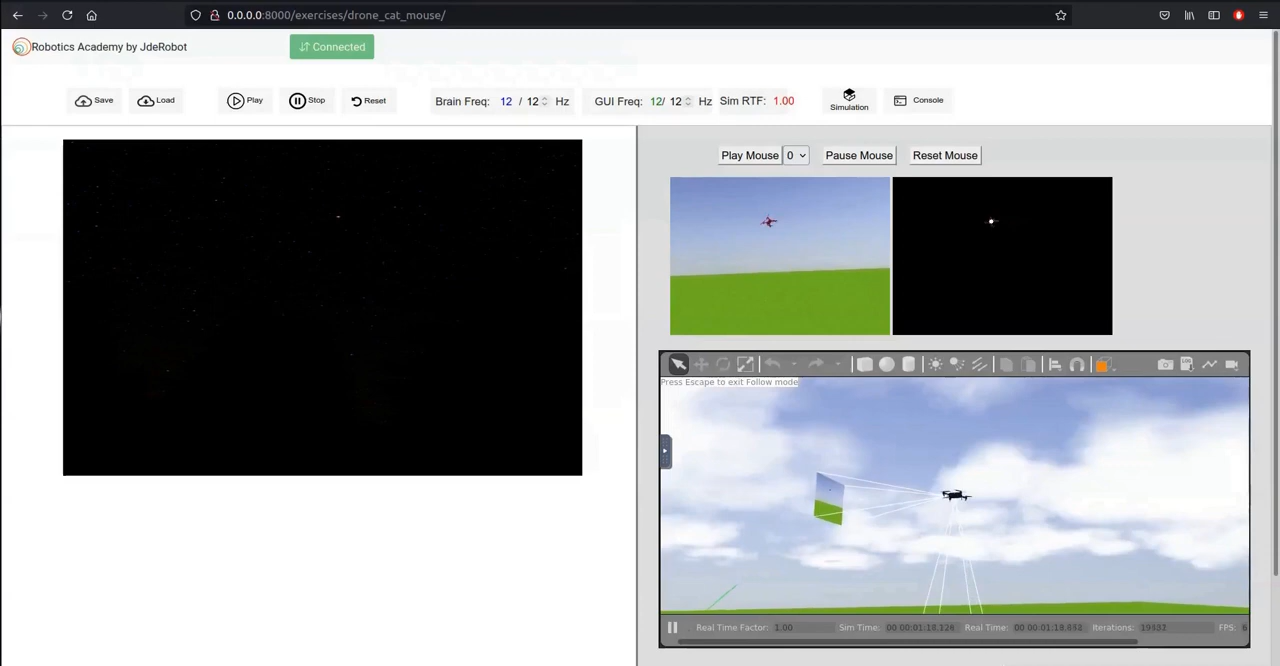 0.0.0.0:8000/exercises/drone_cat_mouse/
Robotics Academy by JdeRobot
Connected
Save Load Play Stop Reset Brain Freq: 12 / 12 Hz GUI Freq: 12/ 12 Hz Sim RTF: 1.00 Simulation Console
Play Mouse 0 Pause Mouse Reset Mouse
Press Escape to exit Follow mode
Real Time Factor: 1.00 Sim Time: Real Time: Iterations: FPS: